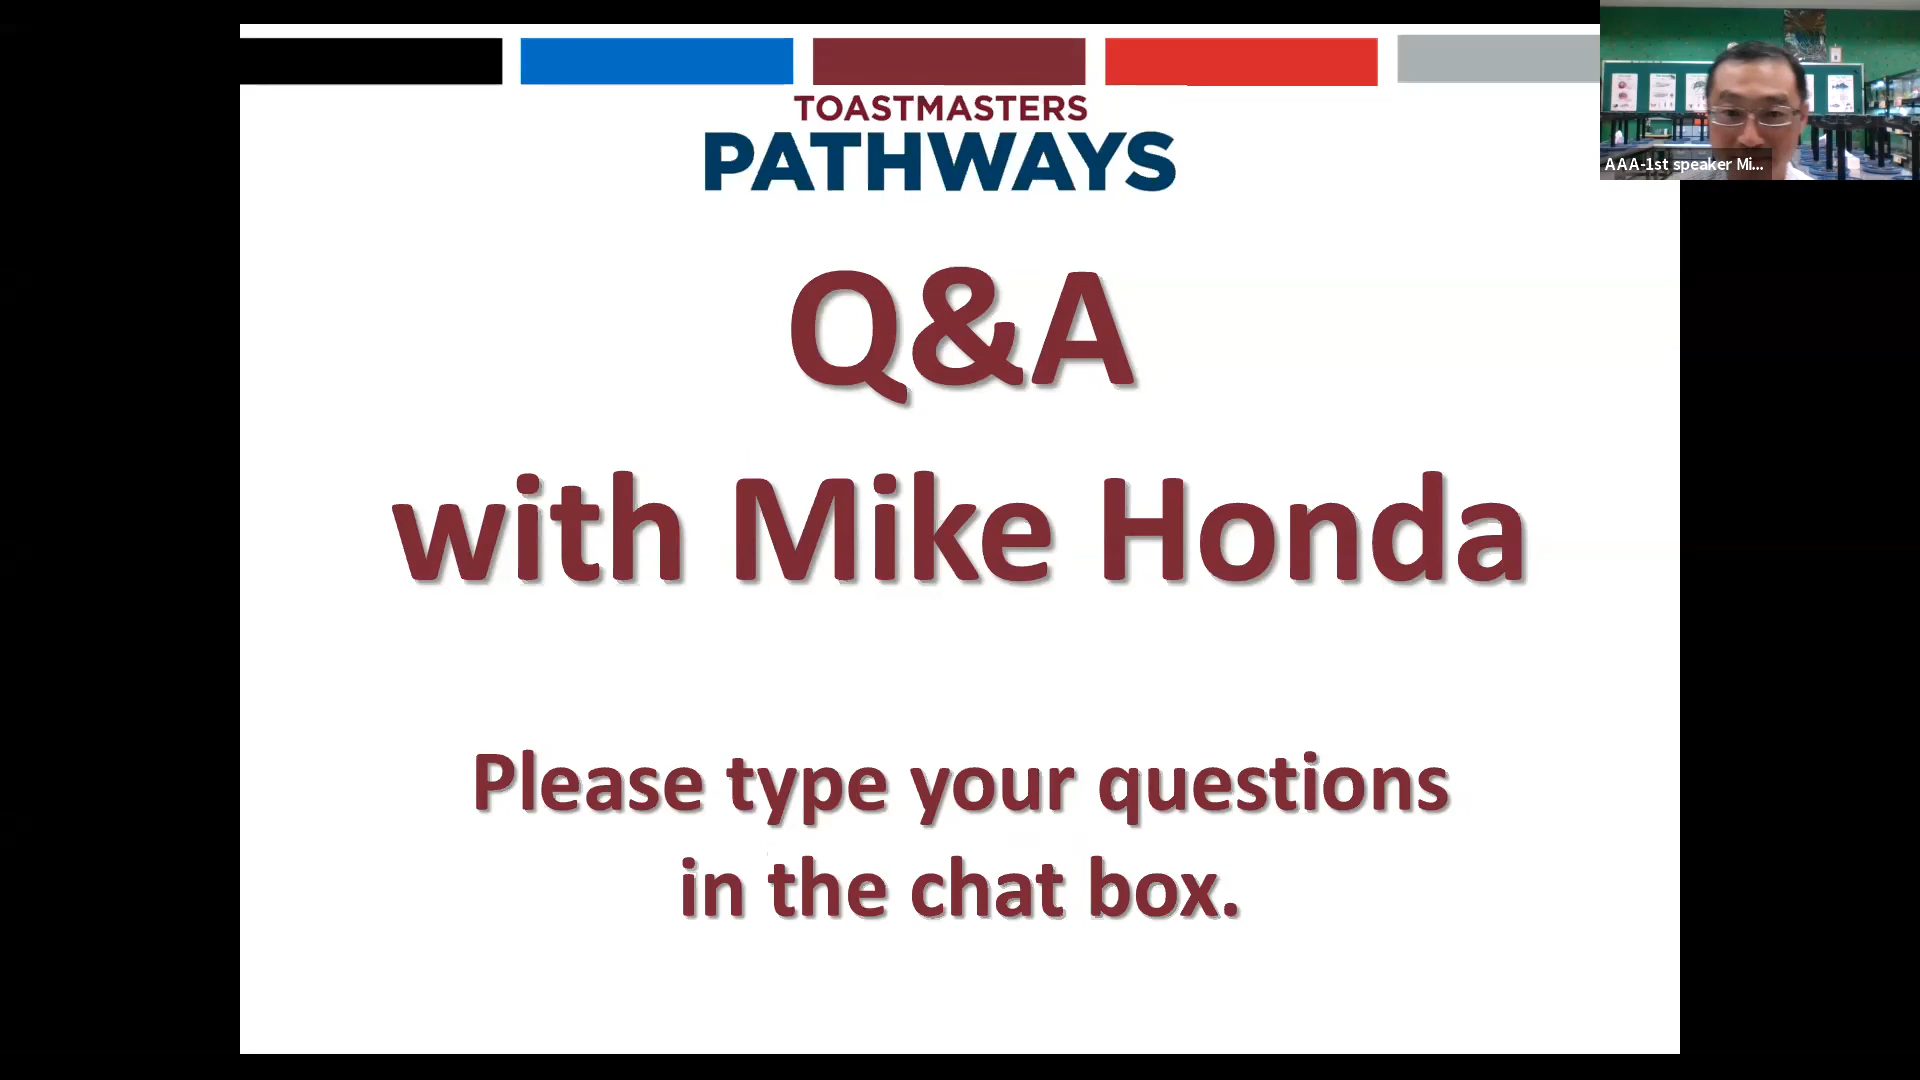 TOASTMASTERS
PATHWAYS
Q&A
with Mike Honda
Please type your questions
in the chat box.
AAA-1st speaker Mi...